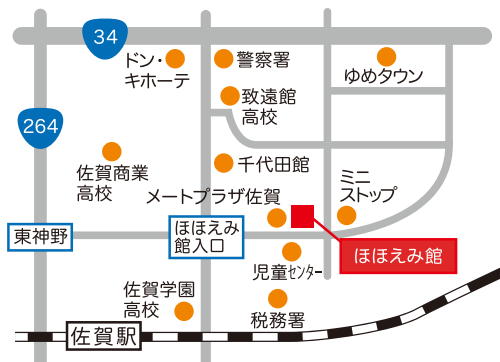 34
ドン・
キホーテ
警察署
ゆめタウン
致遠館
高校
264
佐賀商業
高校
千代田館
ミニ
ストップ
メートプラザ佐賀
東神野
ほほえみ
館入口
ほほえみ館
児童センター
佐賀学園
高校
税務署
佐賀駅